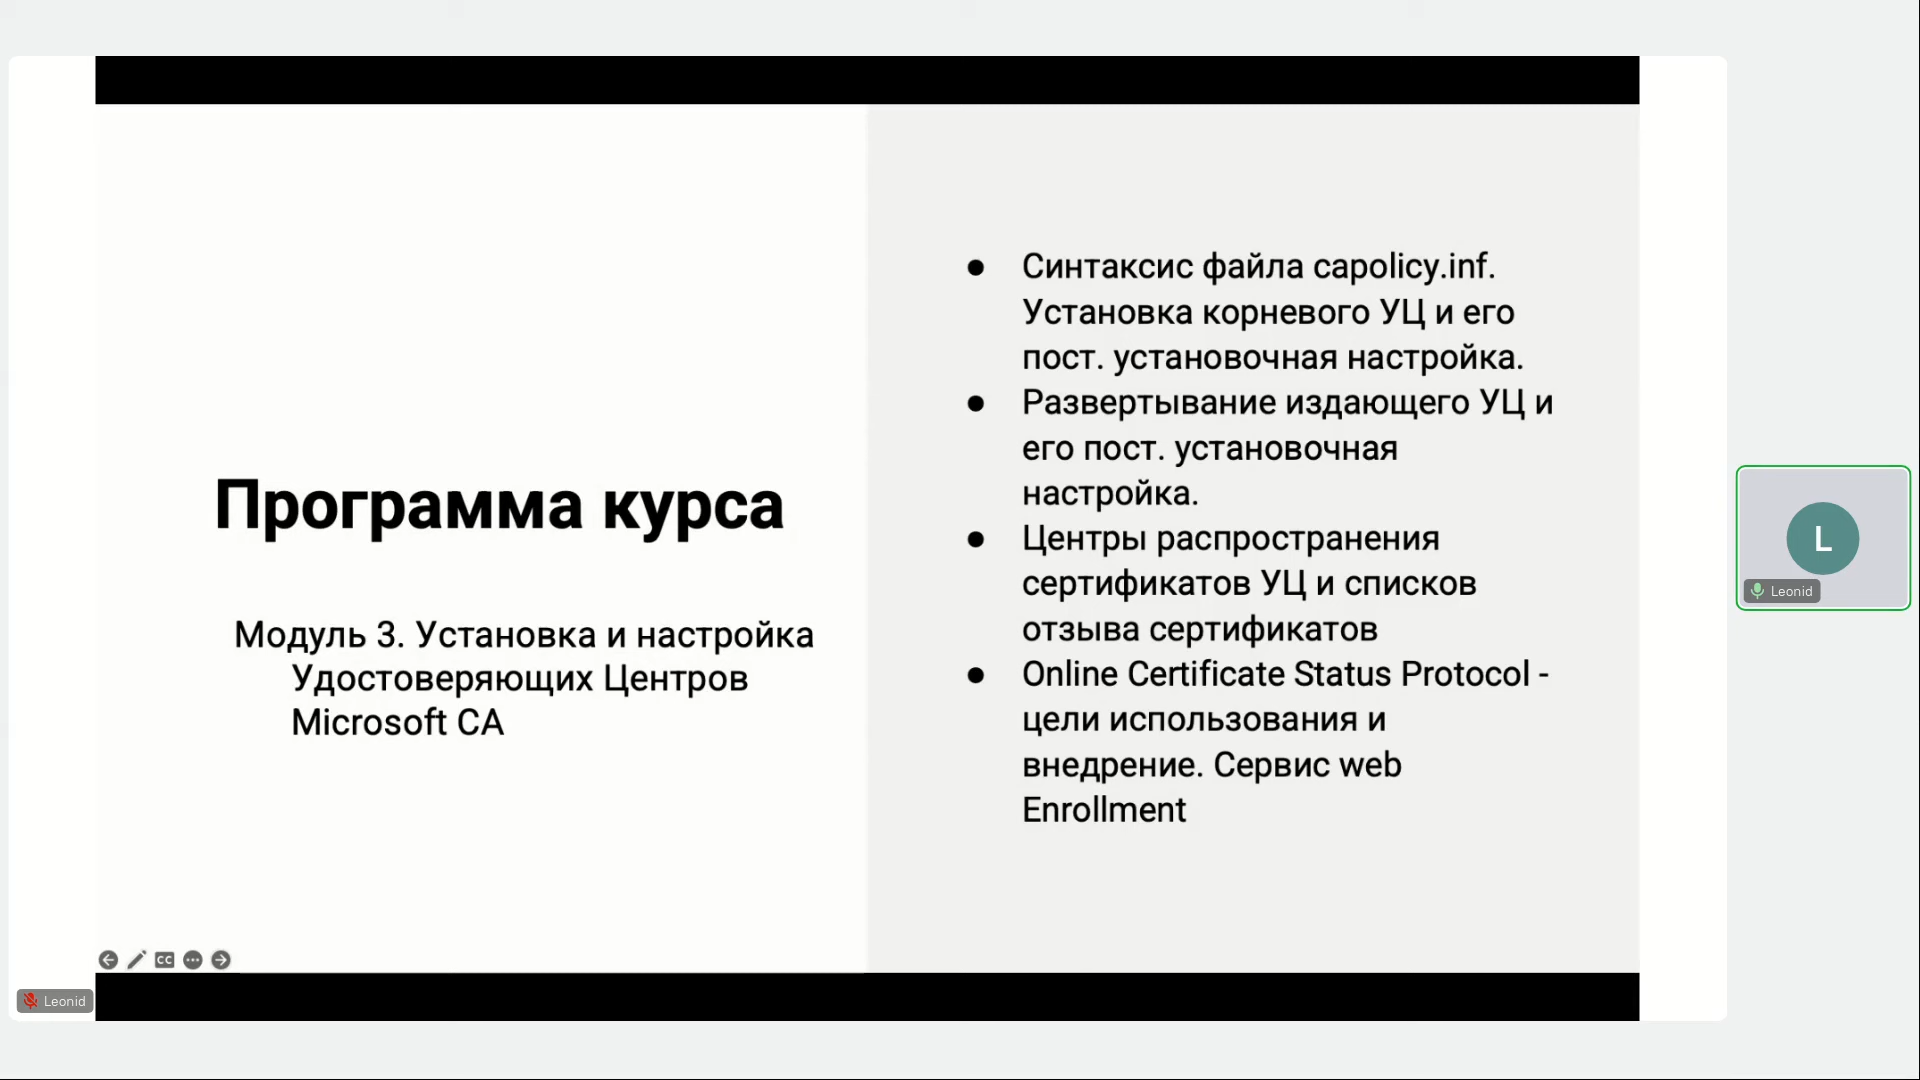 Программа курса
Модуль 3. Установка и настройка
Удостоверяющих Центров
Microsoft CA
● Синтаксис файла capolicy.inf.
Установка корневого УЦ и его
пост. установочная настройка.
● Развертывание издающего УЦ и
его пост. установочная
настройка.
● Центры распространения
сертификатов УЦ и списков
отзыва сертификатов
● Online Certificate Status Protocol -
цели использования и
внедрение. Сервис web
Enrollment
L
Leonid
CC
Leonid